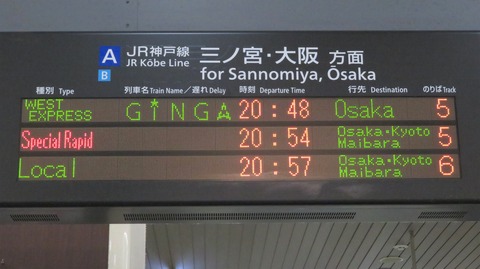 A JR神戸線 三ノ宮・大阪 方面
B JR Kōbe Line for Sannomiya, Ōsaka
種別 Type 列車名 Train Name／遅れ Delay 時刻 Departure Time 行先 Destination のりば Track
WEST EXPRESS GINGA 20:48 Osaka 5
Special Rapid 20:54 Osaka・Kyoto Maibara 5
Local 20:57 Osaka・Kyoto Maibara 6